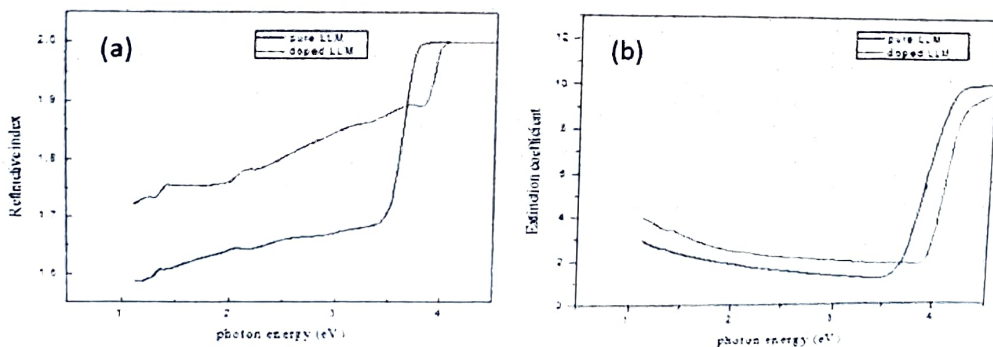 (a)
pure LLM
doped LLM
2.0
1.9
1.8
1.7
1.6
Refractive index
1
2
3
4
photon energy (eV)
(b)
pure LLM
doped LLM
12
10
8
6
4
2
0
Extinction coefficient
1
2
3
4
photon energy (eV)